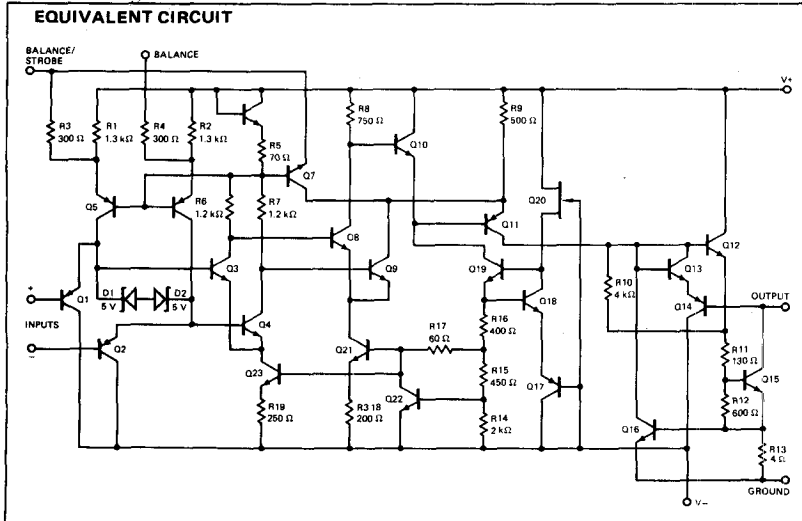 EQUIVALENT CIRCUIT
BALANCE/
STROBE
BALANCE
V+
R3
300 Ω
R1
1.3 kΩ
R4
300 Ω
R2
1.3 kΩ
R5
70 Ω
R8
750 Ω
R9
500 Ω
Q10
Q7
Q20
Q5
R6
1.2 kΩ
R7
1.2 kΩ
Q8
Q11
Q12
Q3
Q9
Q19
Q13
+
Q1
D1
5 V
D2
5 V
Q18
R10
4 kΩ
Q14
OUTPUT
INPUTS
Q4
R16
400 Ω
–
Q2
R17
60 Ω
Q21
R11
130 Ω
Q15
Q23
R15
450 Ω
Q17
R12
600 Ω
Q22
R19
250 Ω
R3 18
200 Ω
R14
2 kΩ
Q16
R13
4 Ω
GROUND
V–